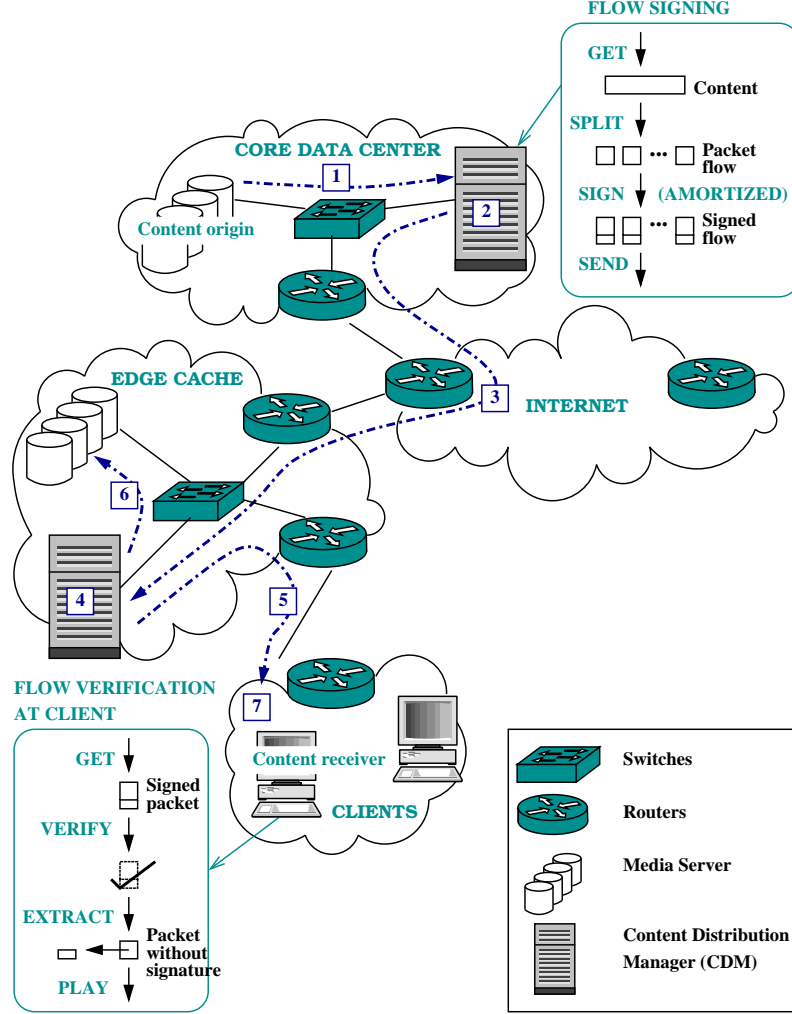 FLOW SIGNING
GET
Content
SPLIT
Packet
flow
SIGN (AMORTIZED)
Signed
flow
SEND
CORE DATA CENTER
1
2
Content origin
EDGE CACHE
3
INTERNET
6
4
5
FLOW VERIFICATION
AT CLIENT
7
GET
Signed
packet
VERIFY
EXTRACT
Packet
without
signature
PLAY
Content receiver
CLIENTS
Switches
Routers
Media Server
Content Distribution
Manager (CDM)